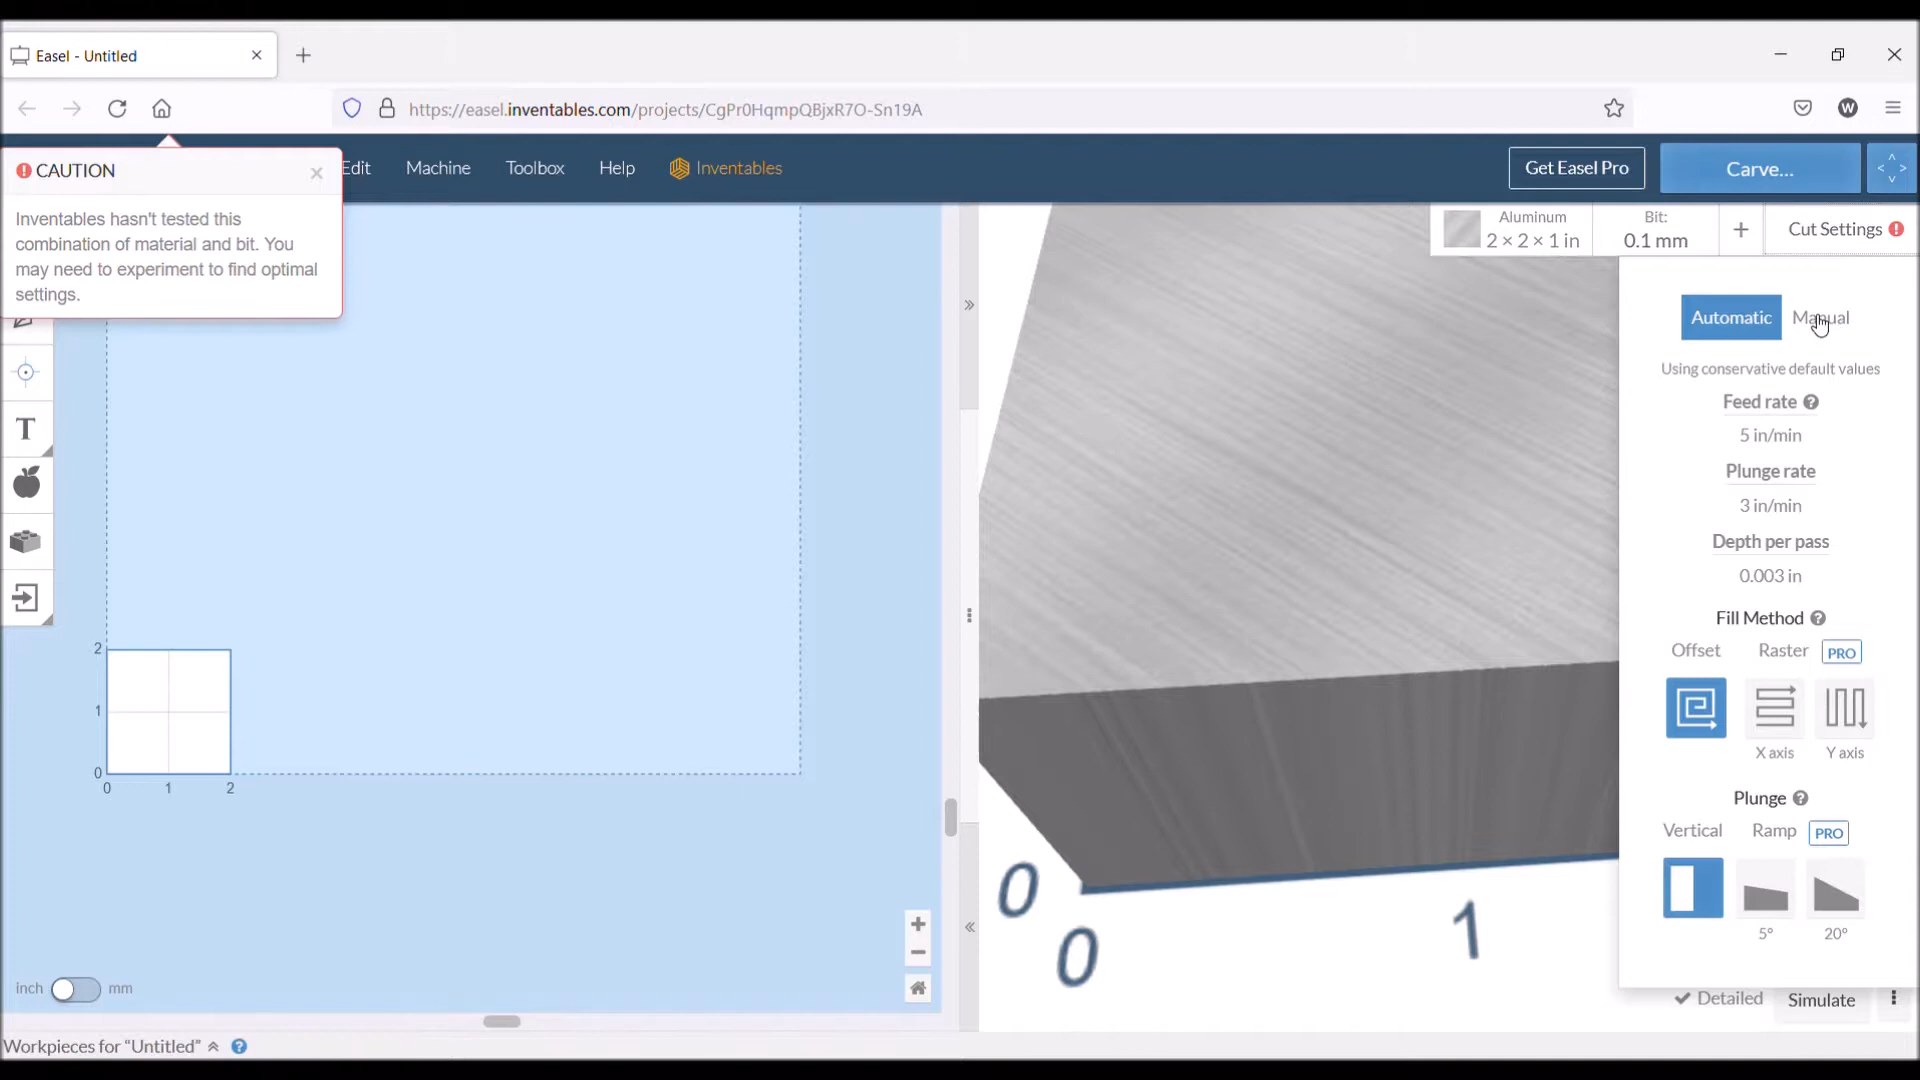 Easel - Untitled
https://easel.inventables.com/projects/CgPr0HqmpQBjxR7O-Sn19A
W
CAUTION
Inventables hasn't tested this
combination of material and bit. You
may need to experiment to find optimal
settings.
Edit
Machine
Toolbox
Help
Inventables
Get Easel Pro
Carve...
Aluminum
2 × 2 × 1 in
Bit:
0.1 mm
+
Cut Settings
Automatic
Manual
Using conservative default values
Feed rate
5 in/min
Plunge rate
3 in/min
Depth per pass
0.003 in
Fill Method
Offset
Raster
PRO
X axis
Y axis
Plunge
Vertical
Ramp
PRO
5°
20°
T
2
1
0
0
1
2
0
0
1
inch
mm
Detailed
Simulate
Workpieces for “Untitled”